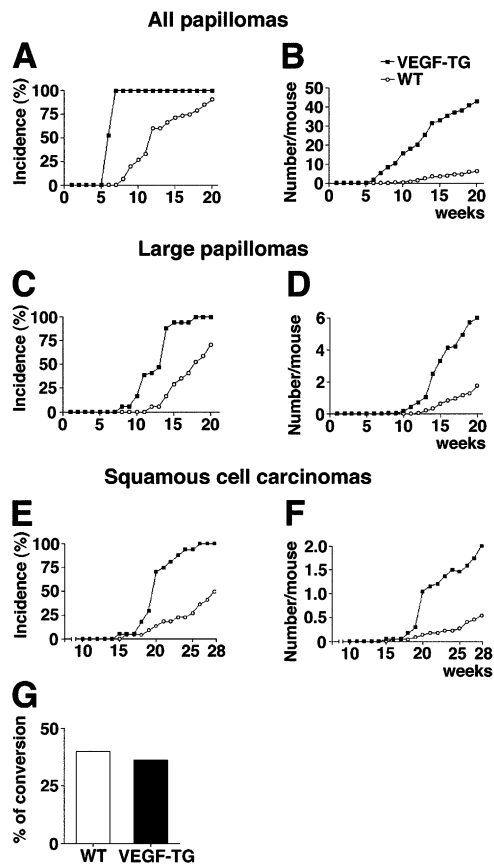 All papillomas
A
Incidence (%)
100
75
50
25
0
0 5 10 15 20
B
VEGF-TG
WT
Number/mouse
50
40
30
20
10
0
0 5 10 15 20
weeks
Large papillomas
C
Incidence (%)
100
75
50
25
0
0 5 10 15 20
D
Number/mouse
6
4
2
0
0 5 10 15 20
weeks
Squamous cell carcinomas
E
Incidence (%)
100
75
50
25
0
10 15 20 25 28
F
Number/mouse
2.0
1.5
1.0
0.5
0
10 15 20 25 28
weeks
G
% of conversion
50
25
0
WT VEGF-TG